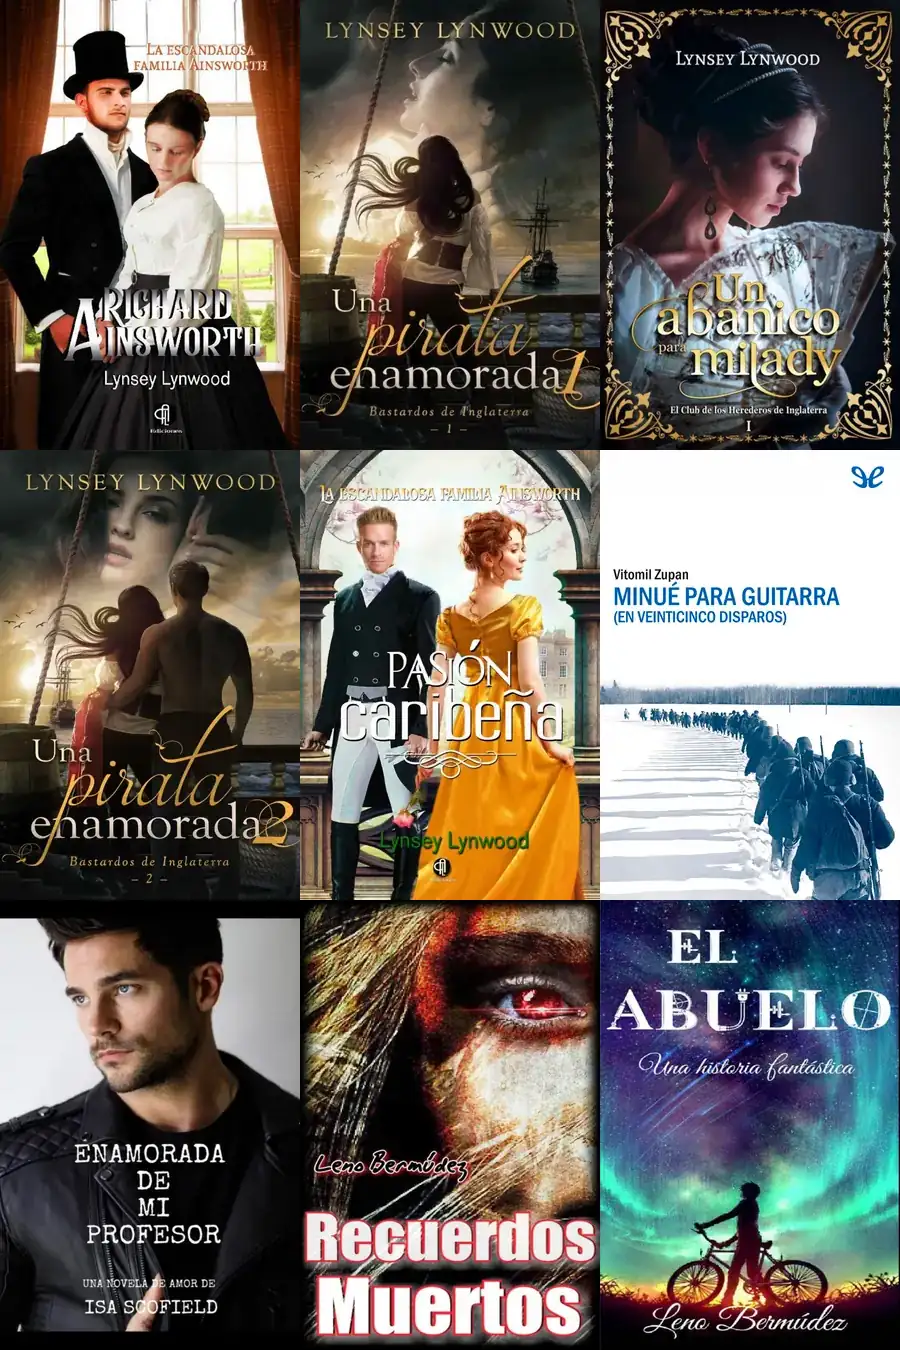 LA ESCANDALOSA
FAMILIA AINSWORTH
RICHARD
AINSWORTH
Lynsey Lynwood
Ediciones
LYNSEY LYNWOOD
Una
pirata
enamorada 1
Bastardos de Inglaterra
– 1 –
LYNSEY LYNWOOD
Un
abanico
para
milady
El Club de los Herederos de Inglaterra
I
LYNSEY LYNWOOD
Una
pirata
enamorada 2
Bastardos de Inglaterra
– 2 –
LA ESCANDALOSA FAMILIA AINSWORTH
PASIÓN
caribeña
Lynsey Lynwood
Vitomil Zupan
MINUÉ PARA GUITARRA
(EN VEINTICINCO DISPAROS)
ENAMORADA
DE
MI
PROFESOR
UNA NOVELA DE AMOR DE
ISA SCOFIELD
Leno Bermúdez
Recuerdos
Muertos
EL
ABUELO
Una historia fantástica
Leno Bermúdez